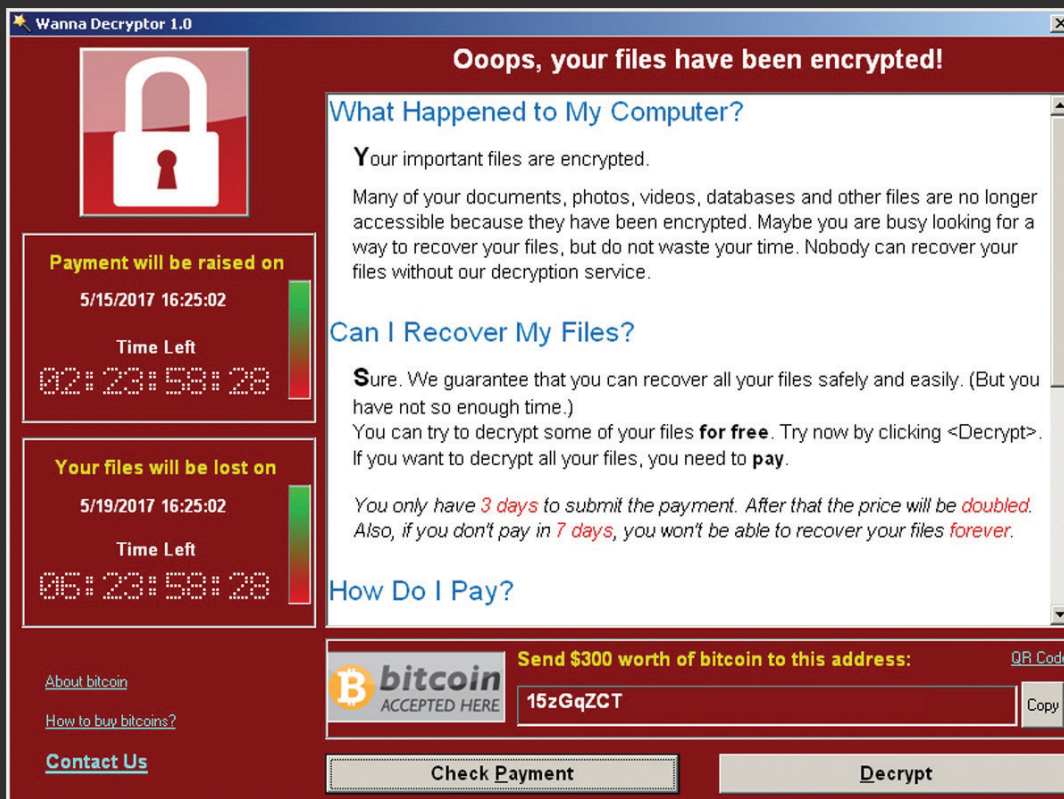 Wanna Decryptor 1.0
Ooops, your files have been encrypted!
What Happened to My Computer?
Your important files are encrypted.
Many of your documents, photos, videos, databases and other files are no longer
accessible because they have been encrypted. Maybe you are busy looking for a
way to recover your files, but do not waste your time. Nobody can recover your
files without our decryption service.
Can I Recover My Files?
Sure. We guarantee that you can recover all your files safely and easily. (But you
have not so enough time.)
You can try to decrypt some of your files for free. Try now by clicking <Decrypt>.
If you want to decrypt all your files, you need to pay.
You only have 3 days to submit the payment. After that the price will be doubled.
Also, if you don't pay in 7 days, you won't be able to recover your files forever.
How Do I Pay?
Payment will be raised on
5/15/2017 16:25:02
Time Left
02:23:58:28
Your files will be lost on
5/19/2017 16:25:02
Time Left
06:23:58:28
About bitcoin
How to buy bitcoins?
Contact Us
bitcoin
ACCEPTED HERE
Send $300 worth of bitcoin to this address:
QR Code
15zGqZCT
Copy
Check Payment
Decrypt